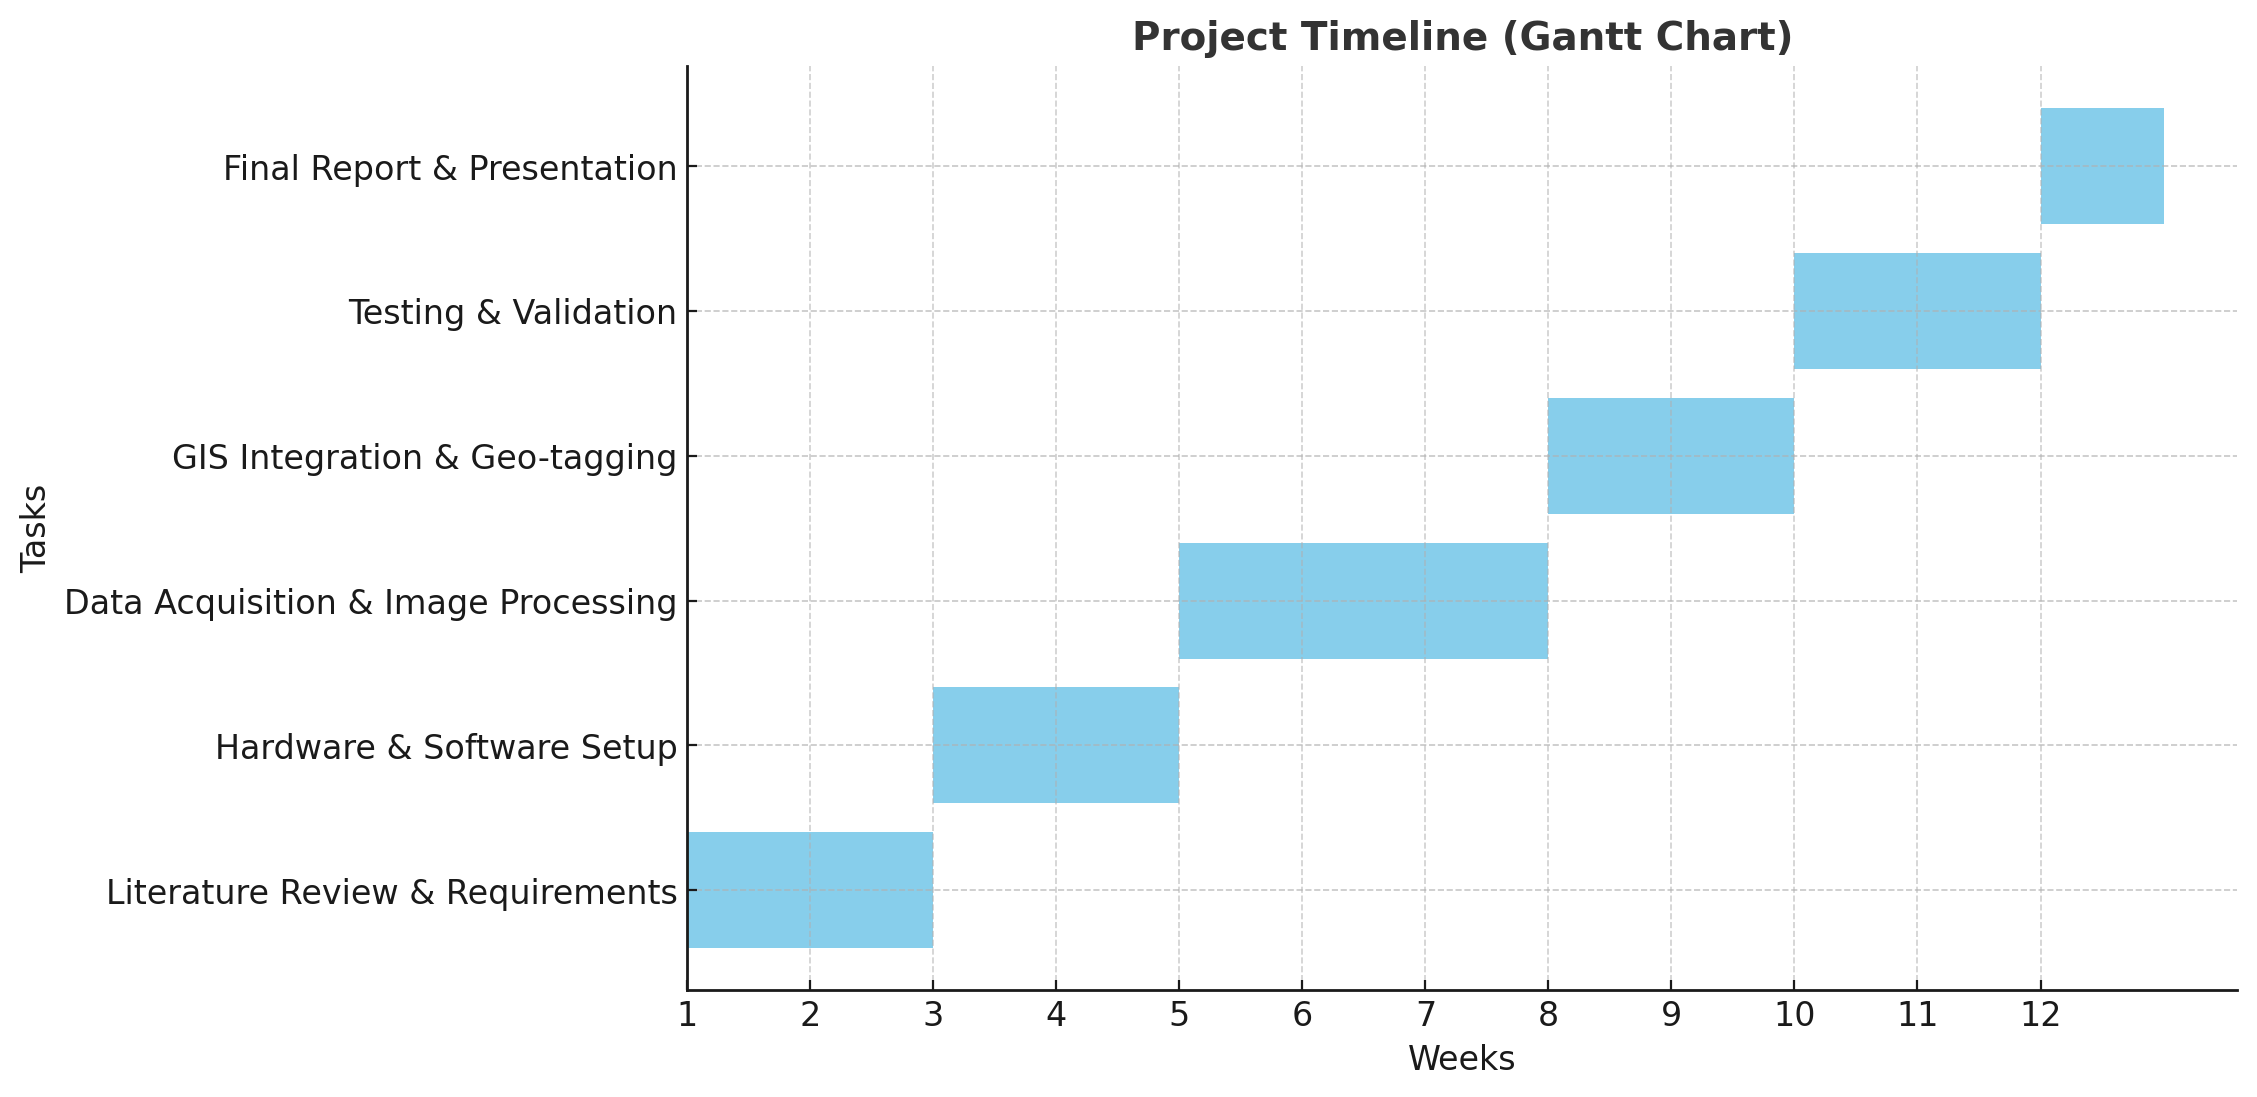 Project Timeline (Gantt Chart)
Final Report & Presentation
Testing & Validation
GIS Integration & Geo-tagging
Data Acquisition & Image Processing
Hardware & Software Setup
Literature Review & Requirements
Tasks
1 2 3 4 5 6 7 8 9 10 11 12
Weeks